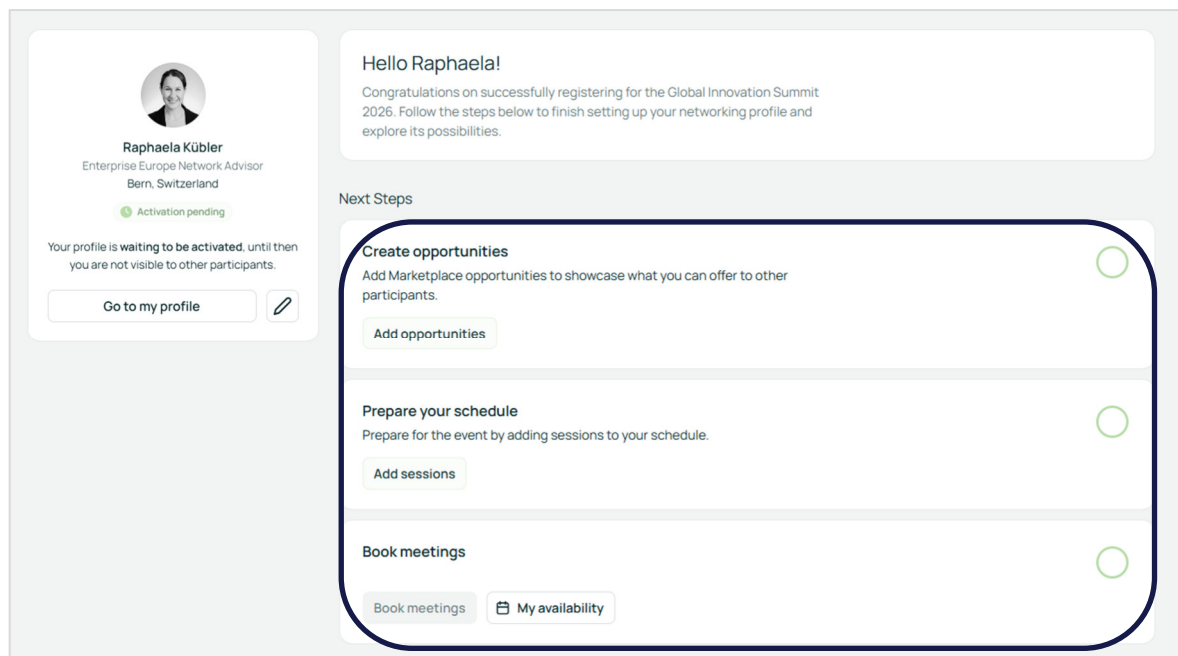 Raphaela Kübler
Enterprise Europe Network Advisor
Bern, Switzerland
Activation pending
Your profile is waiting to be activated, until then
you are not visible to other participants.
Go to my profile
Hello Raphaela!
Congratulations on successfully registering for the Global Innovation Summit
2026. Follow the steps below to finish setting up your networking profile and
explore its possibilities.
Next Steps
Create opportunities
Add Marketplace opportunities to showcase what you can offer to other
participants.
Add opportunities
Prepare your schedule
Prepare for the event by adding sessions to your schedule.
Add sessions
Book meetings
Book meetings
My availability